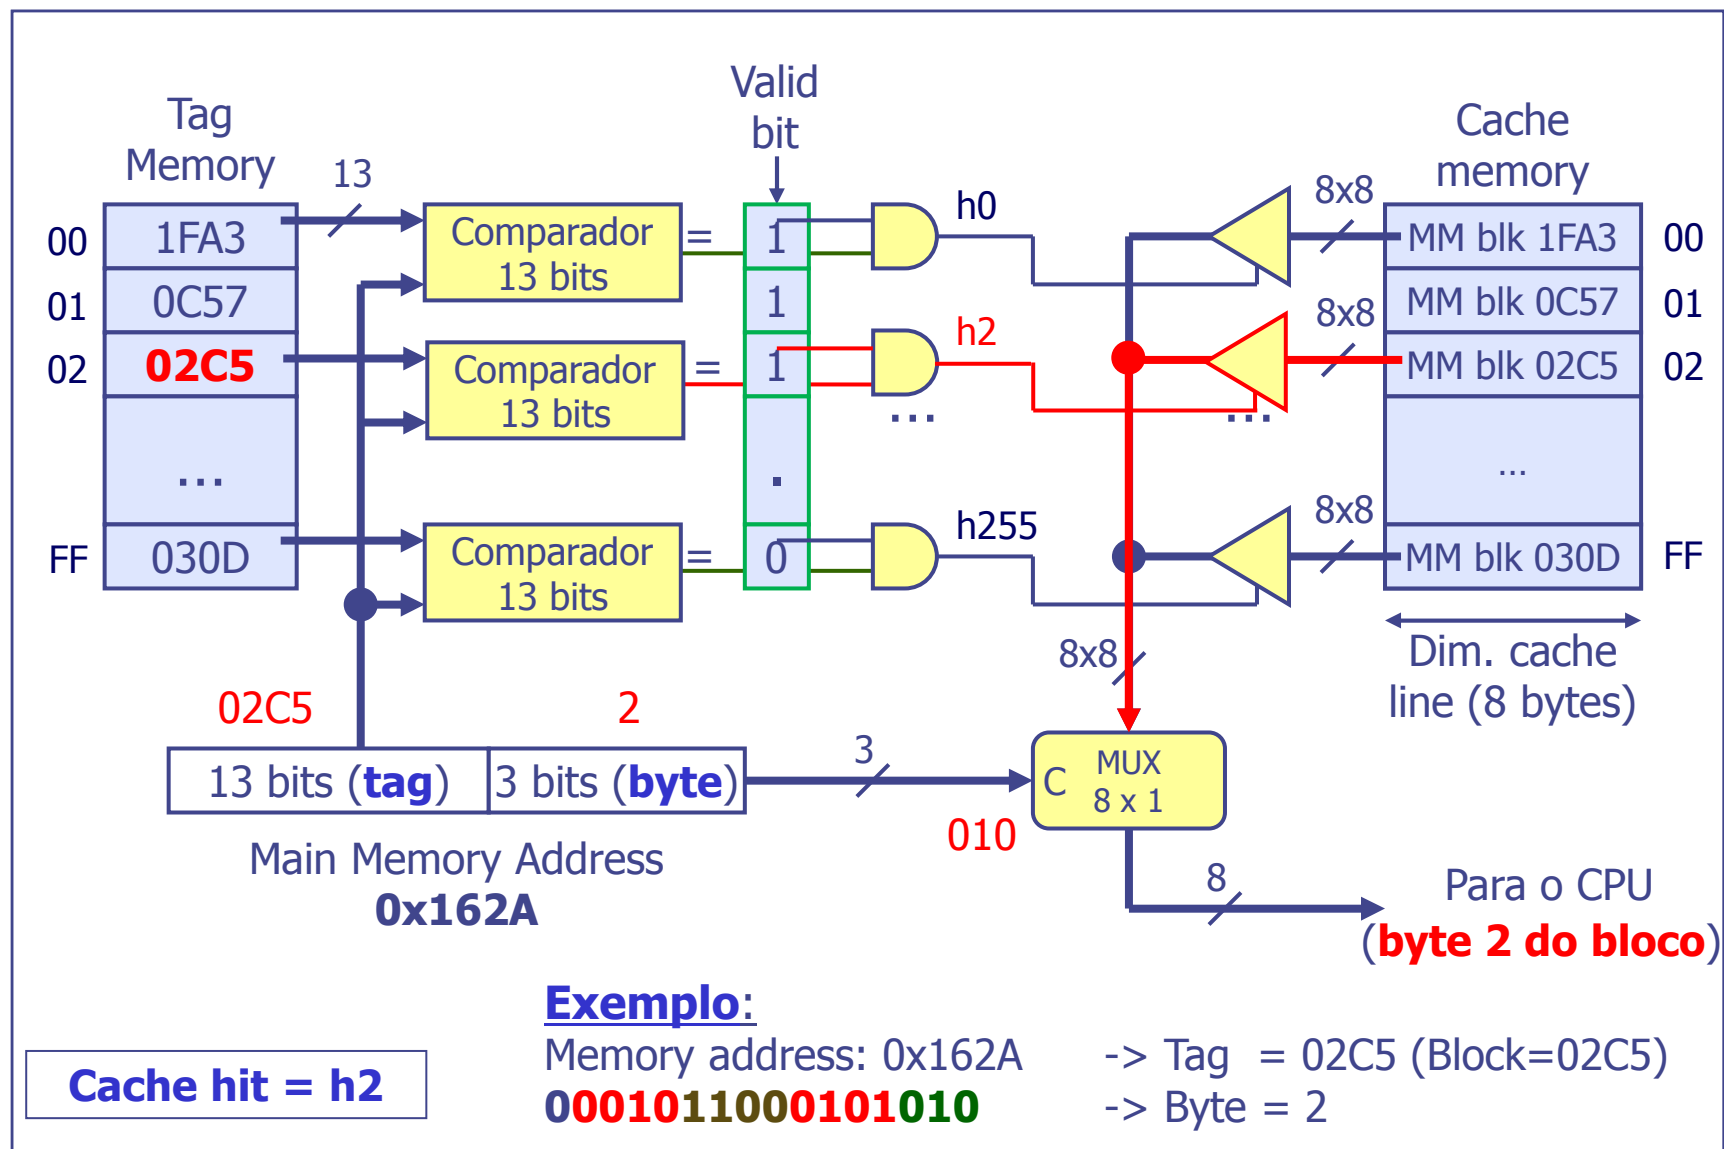 Tag
Memory
Valid
bit
Cache
memory
13
8x8
00
1FA3
Comparador
13 bits
=
1
h0
MM blk 1FA3
00
01
0C57
1
8x8
MM blk 0C57
01
02
02C5
Comparador
13 bits
=
1
h2
MM blk 02C5
02
...
...
...
.
...
8x8
FF
030D
Comparador
13 bits
=
0
h255
MM blk 030D
FF
8x8
Dim. cache
line (8 bytes)
02C5
2
13 bits (tag)
3 bits (byte)
3
C
MUX
8 x 1
010
Main Memory Address
0x162A
8
Para o CPU
(byte 2 do bloco)
Exemplo:
Memory address: 0x162A -> Tag = 02C5 (Block=02C5)
0001011000101010 -> Byte = 2
Cache hit = h2